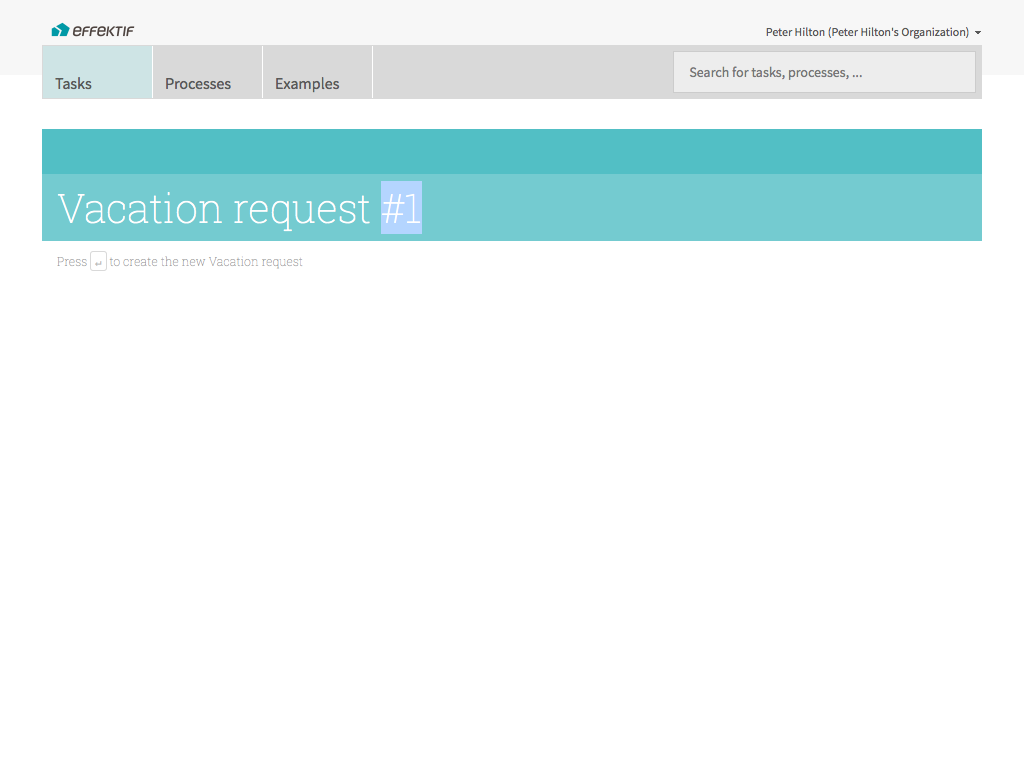 EFFEKTIF
Peter Hilton (Peter Hilton's Organization)
Tasks
Processes
Examples
Search for tasks, processes, ...
Vacation request #1
Press ↵ to create the new Vacation request